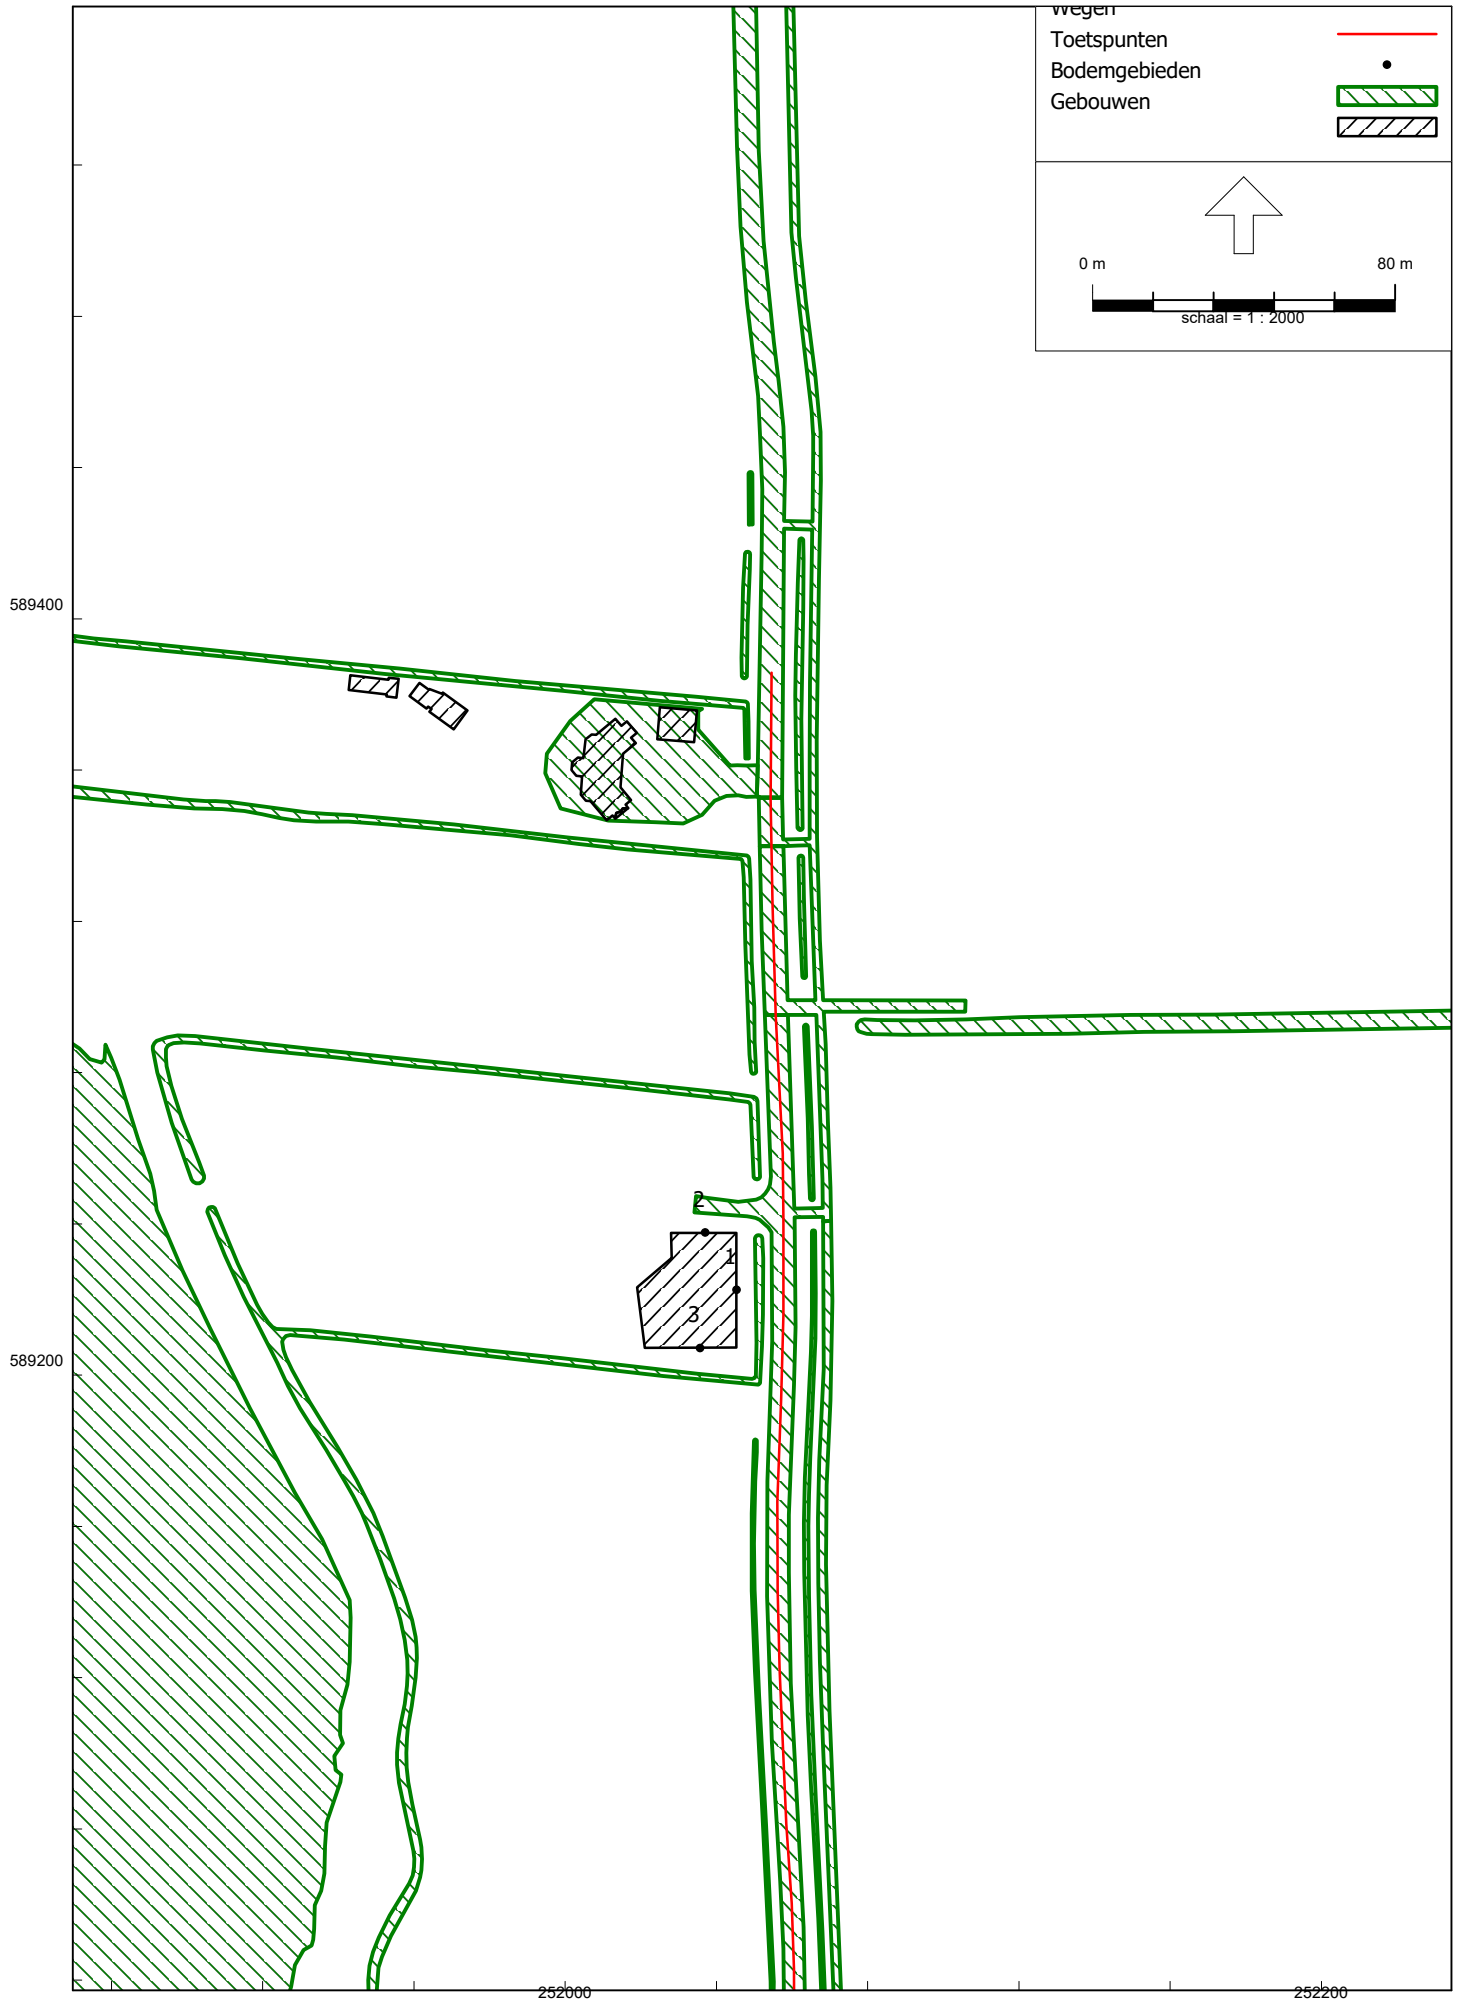 Wegen
Toetspunten
Bodemgebieden
Gebouwen
0 m 80 m
schaal = 1 : 2000
589400
2
1
3
589200
252000 252200